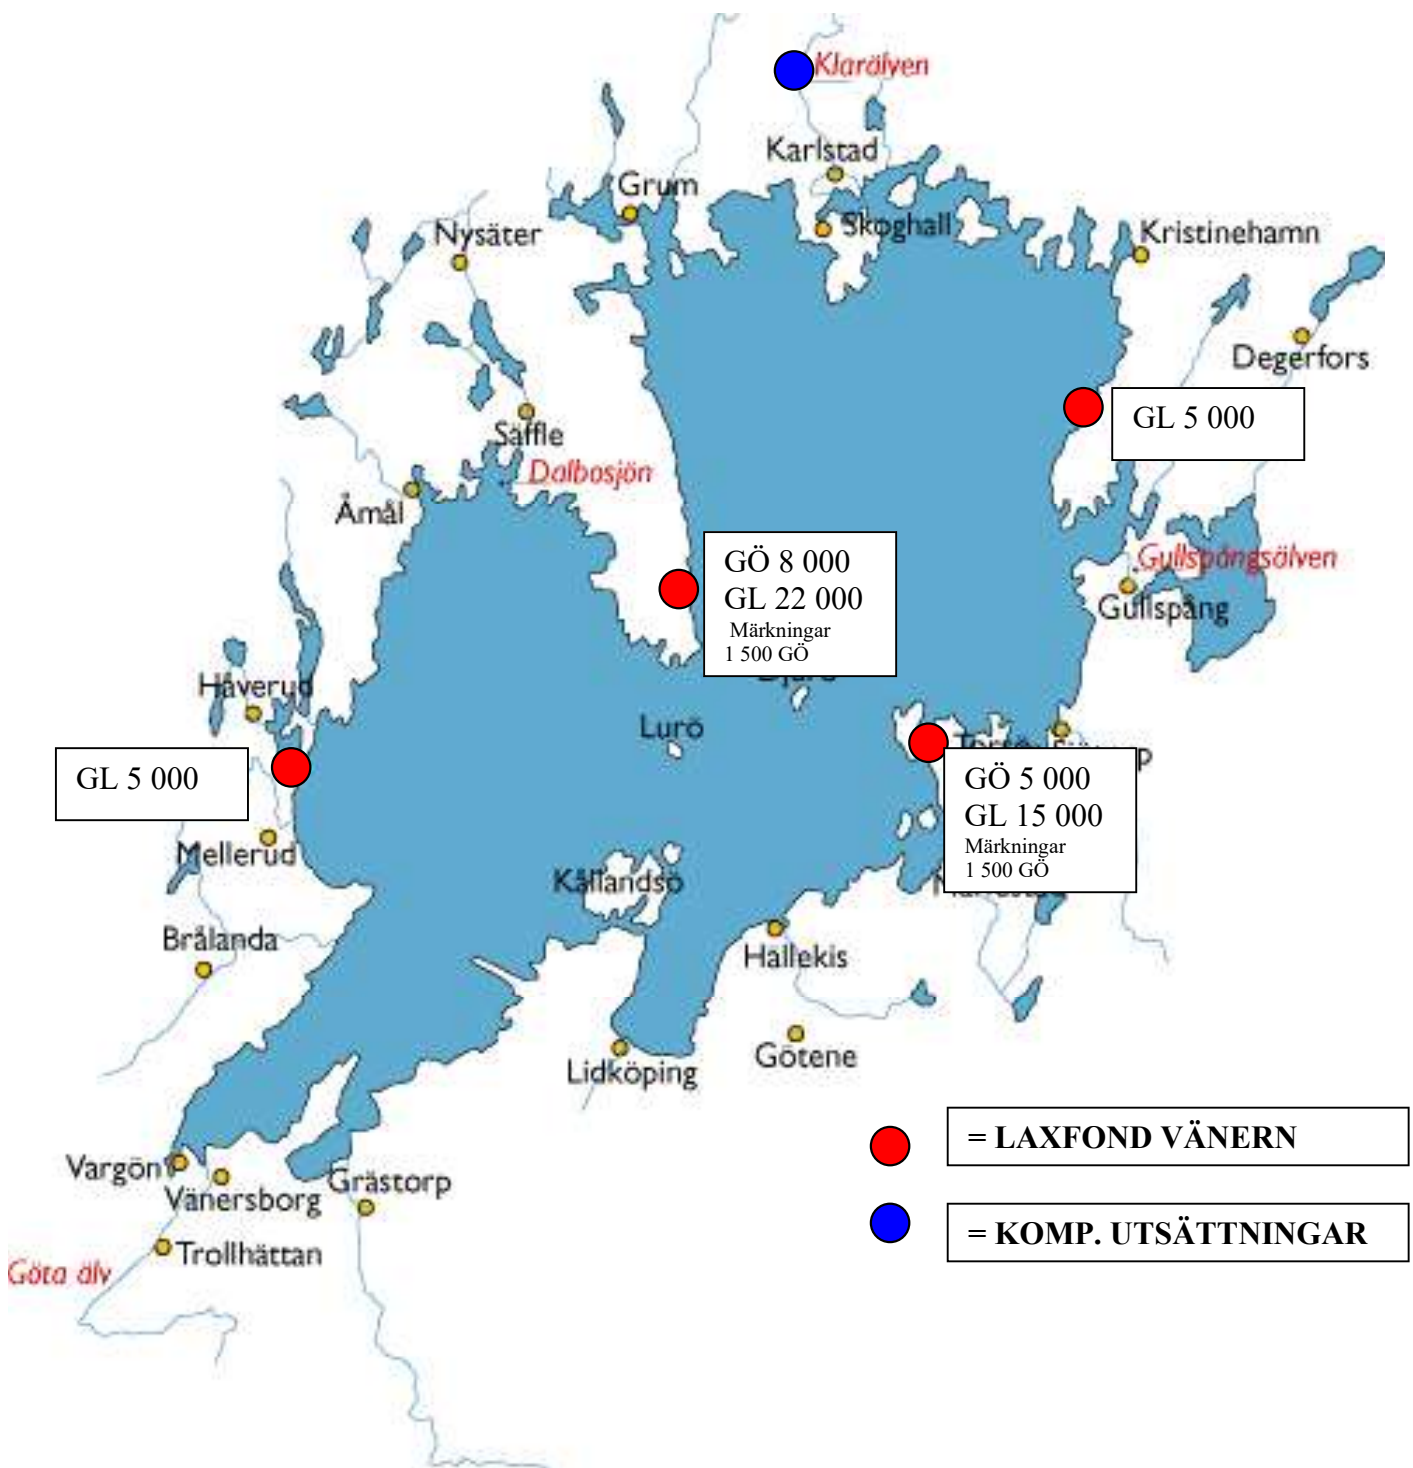 Klarälven
Karlstad
Grum
Skoghall
Nysäter
Kristinehamn
Degerfors
GL 5 000
Säffle
Dalbosjön
Åmål
GÖ 8 000
GL 22 000
Märkningar
1 500 GÖ
Gullspångsälven
Gullspång
Håverud
Lurö
GL 5 000
GÖ 5 000
GL 15 000
Märkningar
1 500 GÖ
Mellerud
Kållandsö
Brålanda
Hällekis
Götene
Lidköping
= LAXFOND VÄNERN
Vargön
Vänersborg
Grästorp
= KOMP. UTSÄTTNINGAR
Trollhättan
Göta älv